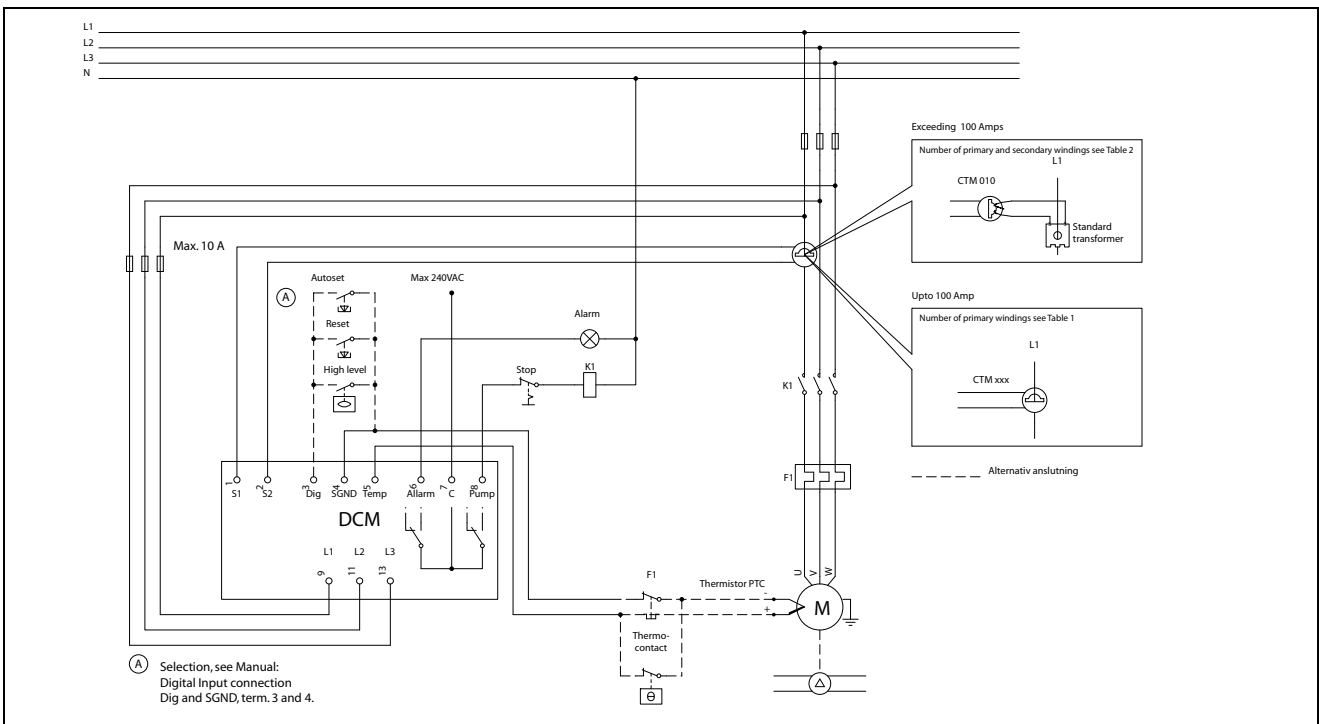 L1
L2
L3
N
Exceeding 100 Amps
Number of primary and secondary windings see Table 2
L1
CTM 010
Standard
transformer
Max. 10 A
Autoset
Max 240VAC
A
Reset
High level
Alarm
Stop
K1
Upto 100 Amp
Number of primary windings see Table 1
L1
CTM xxx
K1
F1
Alternativ anslutning
1
2
3
4
5
6
7
8
S1
S2
Dig
SGND
Temp
Allarm
C
Pump
DCM
L1
L2
L3
9
11
13
F1
Thermistor PTC
-
+
Thermo-
contact
θ
U
V
W
M
A
Selection, see Manual:
Digital Input connection
Dig and SGND, term. 3 and 4.